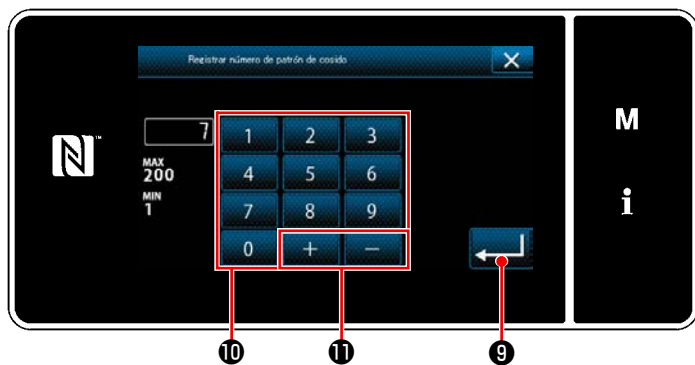 Registrar número de patrón de cosido
7
MAX
200
MIN
1
1 2 3
4 5 6
7 8 9
0 + −
M
i
❿ ⓫ ❾